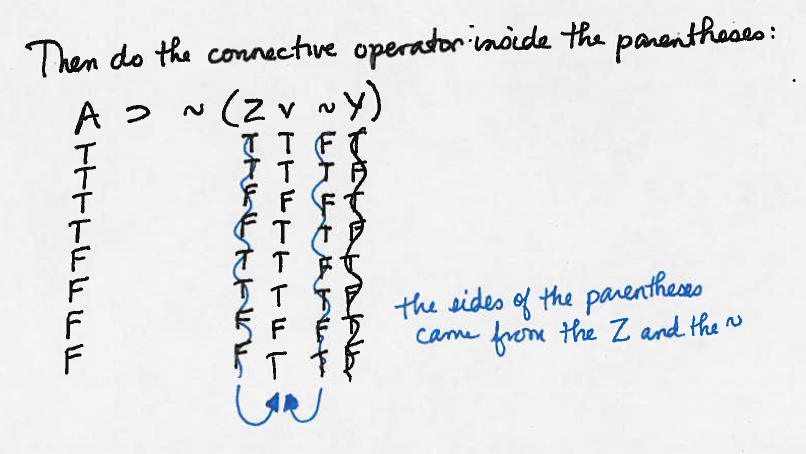 Then do the connective operator inside the parentheses:
A ⊃ ~ (Z v ~ Y)
T T T F T
T T T T F
T F F F T
T F T T F
F T T F T
F T T T F
F F F F T
F F T T F
the sides of the parentheses
came from the Z and the ~